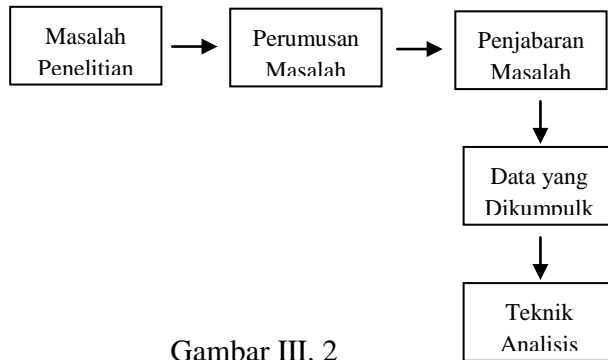 Masalah
Penelitian
Perumusan
Masalah
Penjabaran
Masalah
Data yang
Dikumpulk
Teknik
Analisis
Gambar III. 2